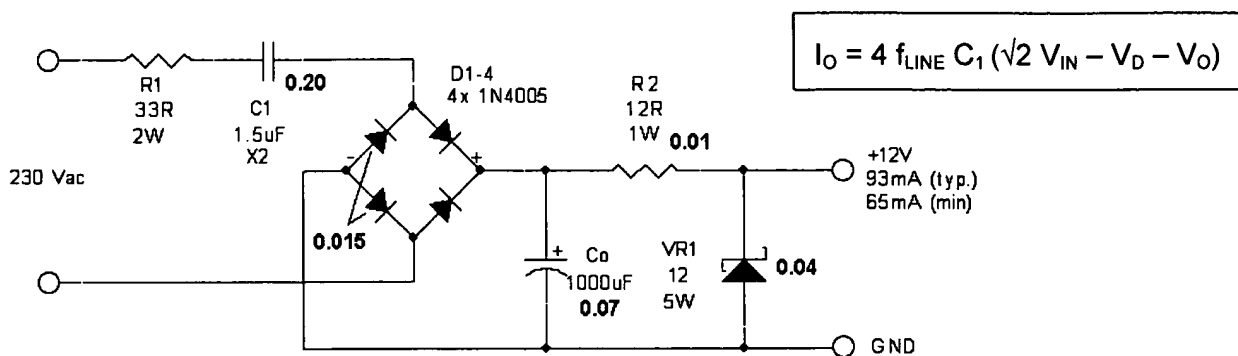 I_O = 4 f_LINE C_1 (√2 V_IN – V_D – V_O)
R1
33R
2W
C1
1.5uF
X2
0.20
D1-4
4x 1N4005
-
+
0.015
230 Vac
R2
12R
1W
0.01
+12V
93mA (typ.)
65mA (min)
+
Co
1000uF
0.07
VR1
12
5W
0.04
GND